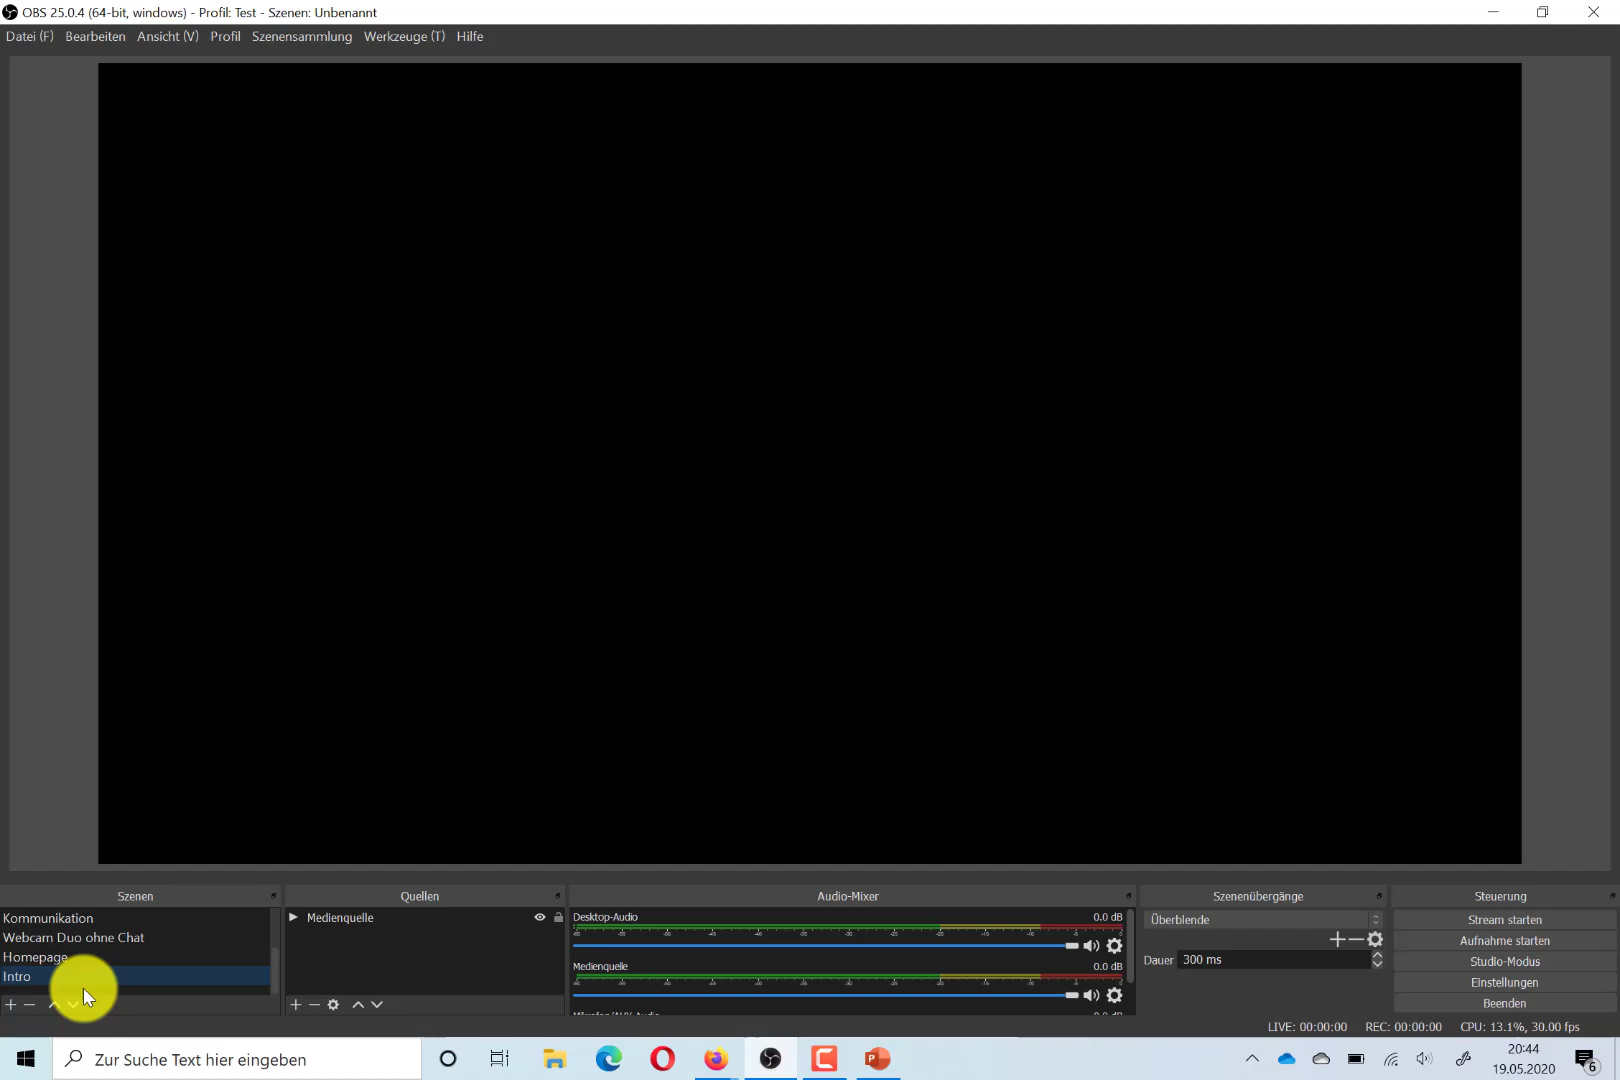 OBS 25.0.4 (64-bit, windows) - Profil: Test - Szenen: Unbenannt
Datei (F) Bearbeiten Ansicht (V) Profil Szenensammlung Werkzeuge (T) Hilfe
Szenen
Kommunikation
Webcam Duo ohne Chat
Homepage
Intro
Quellen
Medienquelle
Audio-Mixer
Desktop-Audio 0.0 dB
Medienquelle 0.0 dB
Szenenübergänge
Überblende
Dauer 300 ms
Steuerung
Stream starten
Aufnahme starten
Studio-Modus
Einstellungen
Beenden
LIVE: 00:00:00 REC: 00:00:00 CPU: 13.1%, 30.00 fps
Zur Suche Text hier eingeben
20:44
19.05.2020
6